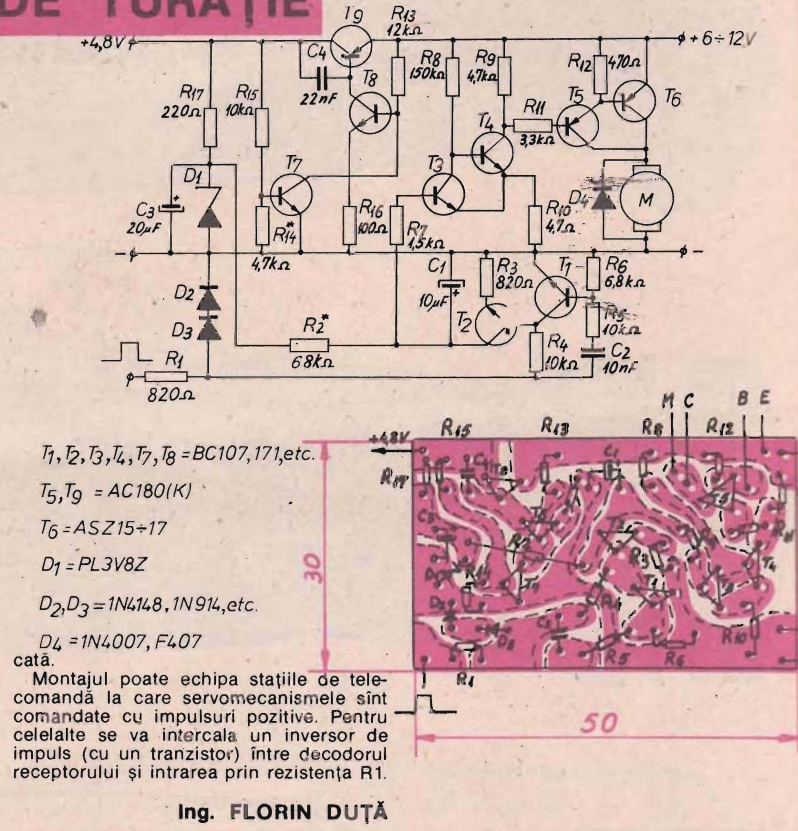 DE TURAȚIE
+4,8V
T9
R13
12kΩ
+6÷12V
C4
22nF
T8
R8
150kΩ
R9
4,7kΩ
R12
470Ω
T5
T6
R17
220Ω
R15
10kΩ
R11
3,3kΩ
T4
T3
T7
D1
C3
20µF
R14*
4,7kΩ
R16
100Ω
R7
1,5kΩ
R10
4,7Ω
D4
M
-
-
D2
D3
C1
10µF
R3
820Ω
T2
T1
R6
6,8kΩ
R5
10kΩ
R2*
68kΩ
R4
10kΩ
C2
10nF
R1
820Ω
M C B E
+4,8V R15 R13 R8 R12
R17
30
50
R1 R5 R6 R10
T1,T2,T3,T4,T7,T8=BC107,171,etc.
T5,T9 = AC180(K)
T6=ASZ15÷17
D1=PL3V8Z
D2,D3=1N4148,1N914,etc.
D4=1N4007,F407
cată.
Montajul poate echipa stațiile de tele-
comandă la care servomecanismele sînt
comandate cu impulsuri pozitive. Pentru
celelalte se va intercala un inversor de
impuls (cu un tranzistor) între decodorul
receptorului și intrarea prin rezistența R1.
Ing. FLORIN DUȚĂ